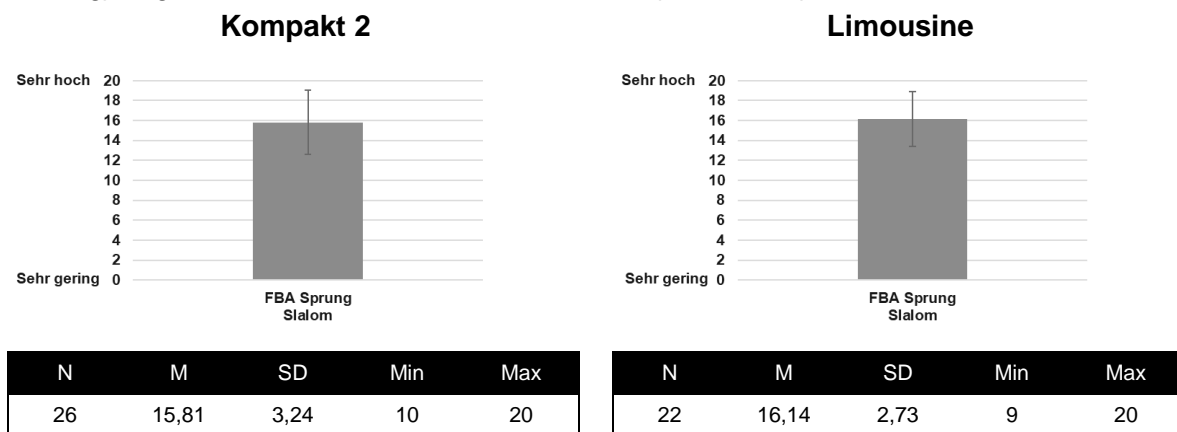 Kompakt 2
Sehr hoch 20
18
16
14
12
10
8
6
4
2
Sehr gering 0
FBA Sprung
Slalom
N M SD Min Max
26 15,81 3,24 10 20
Limousine
Sehr hoch 20
18
16
14
12
10
8
6
4
2
Sehr gering 0
FBA Sprung
Slalom
N M SD Min Max
22 16,14 2,73 9 20